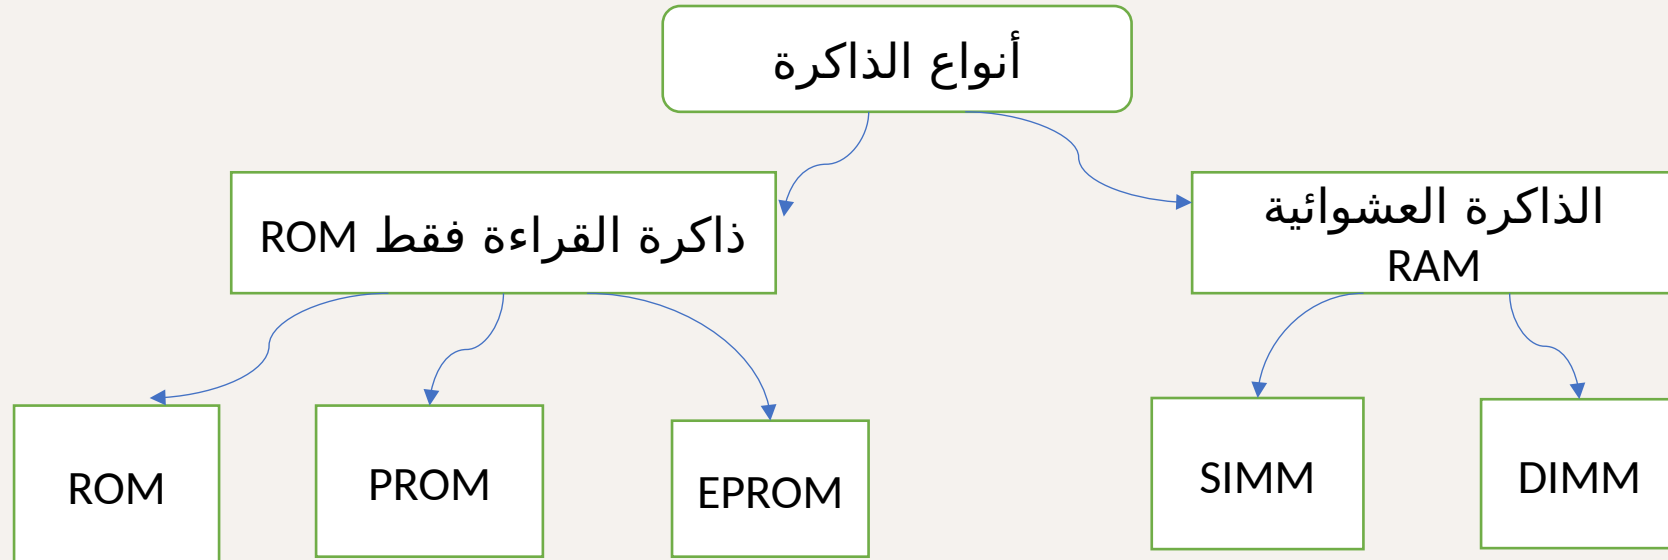 أنواع الذاكرة
الذاكرة العشوائية
RAM
ذاكرة القراءة فقط ROM
ROM
PROM
EPROM
SIMM
DIMM